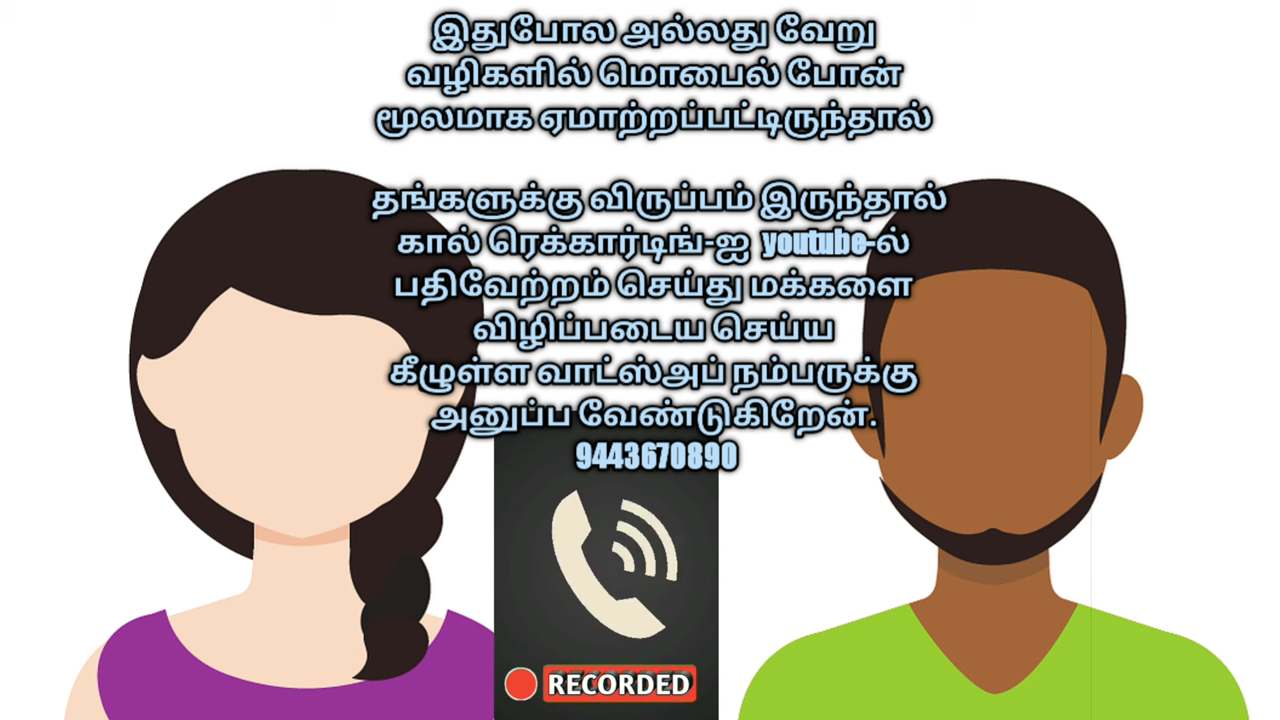 இதுபோல அல்லது வேறு
வழிகளில் மொபைல் போன்
மூலமாக ஏமாற்றப்பட்டிருந்தால்
தங்களுக்கு விருப்பம் இருந்தால்
கால் ரெக்கார்டிங்-ஐ youtube-ல்
பதிவேற்றம் செய்து மக்களை
விழிப்படைய செய்ய
கீழுள்ள வாட்ஸ்அப் நம்பருக்கு
அனுப்ப வேண்டுகிறேன்.
9443670890
RECORDED